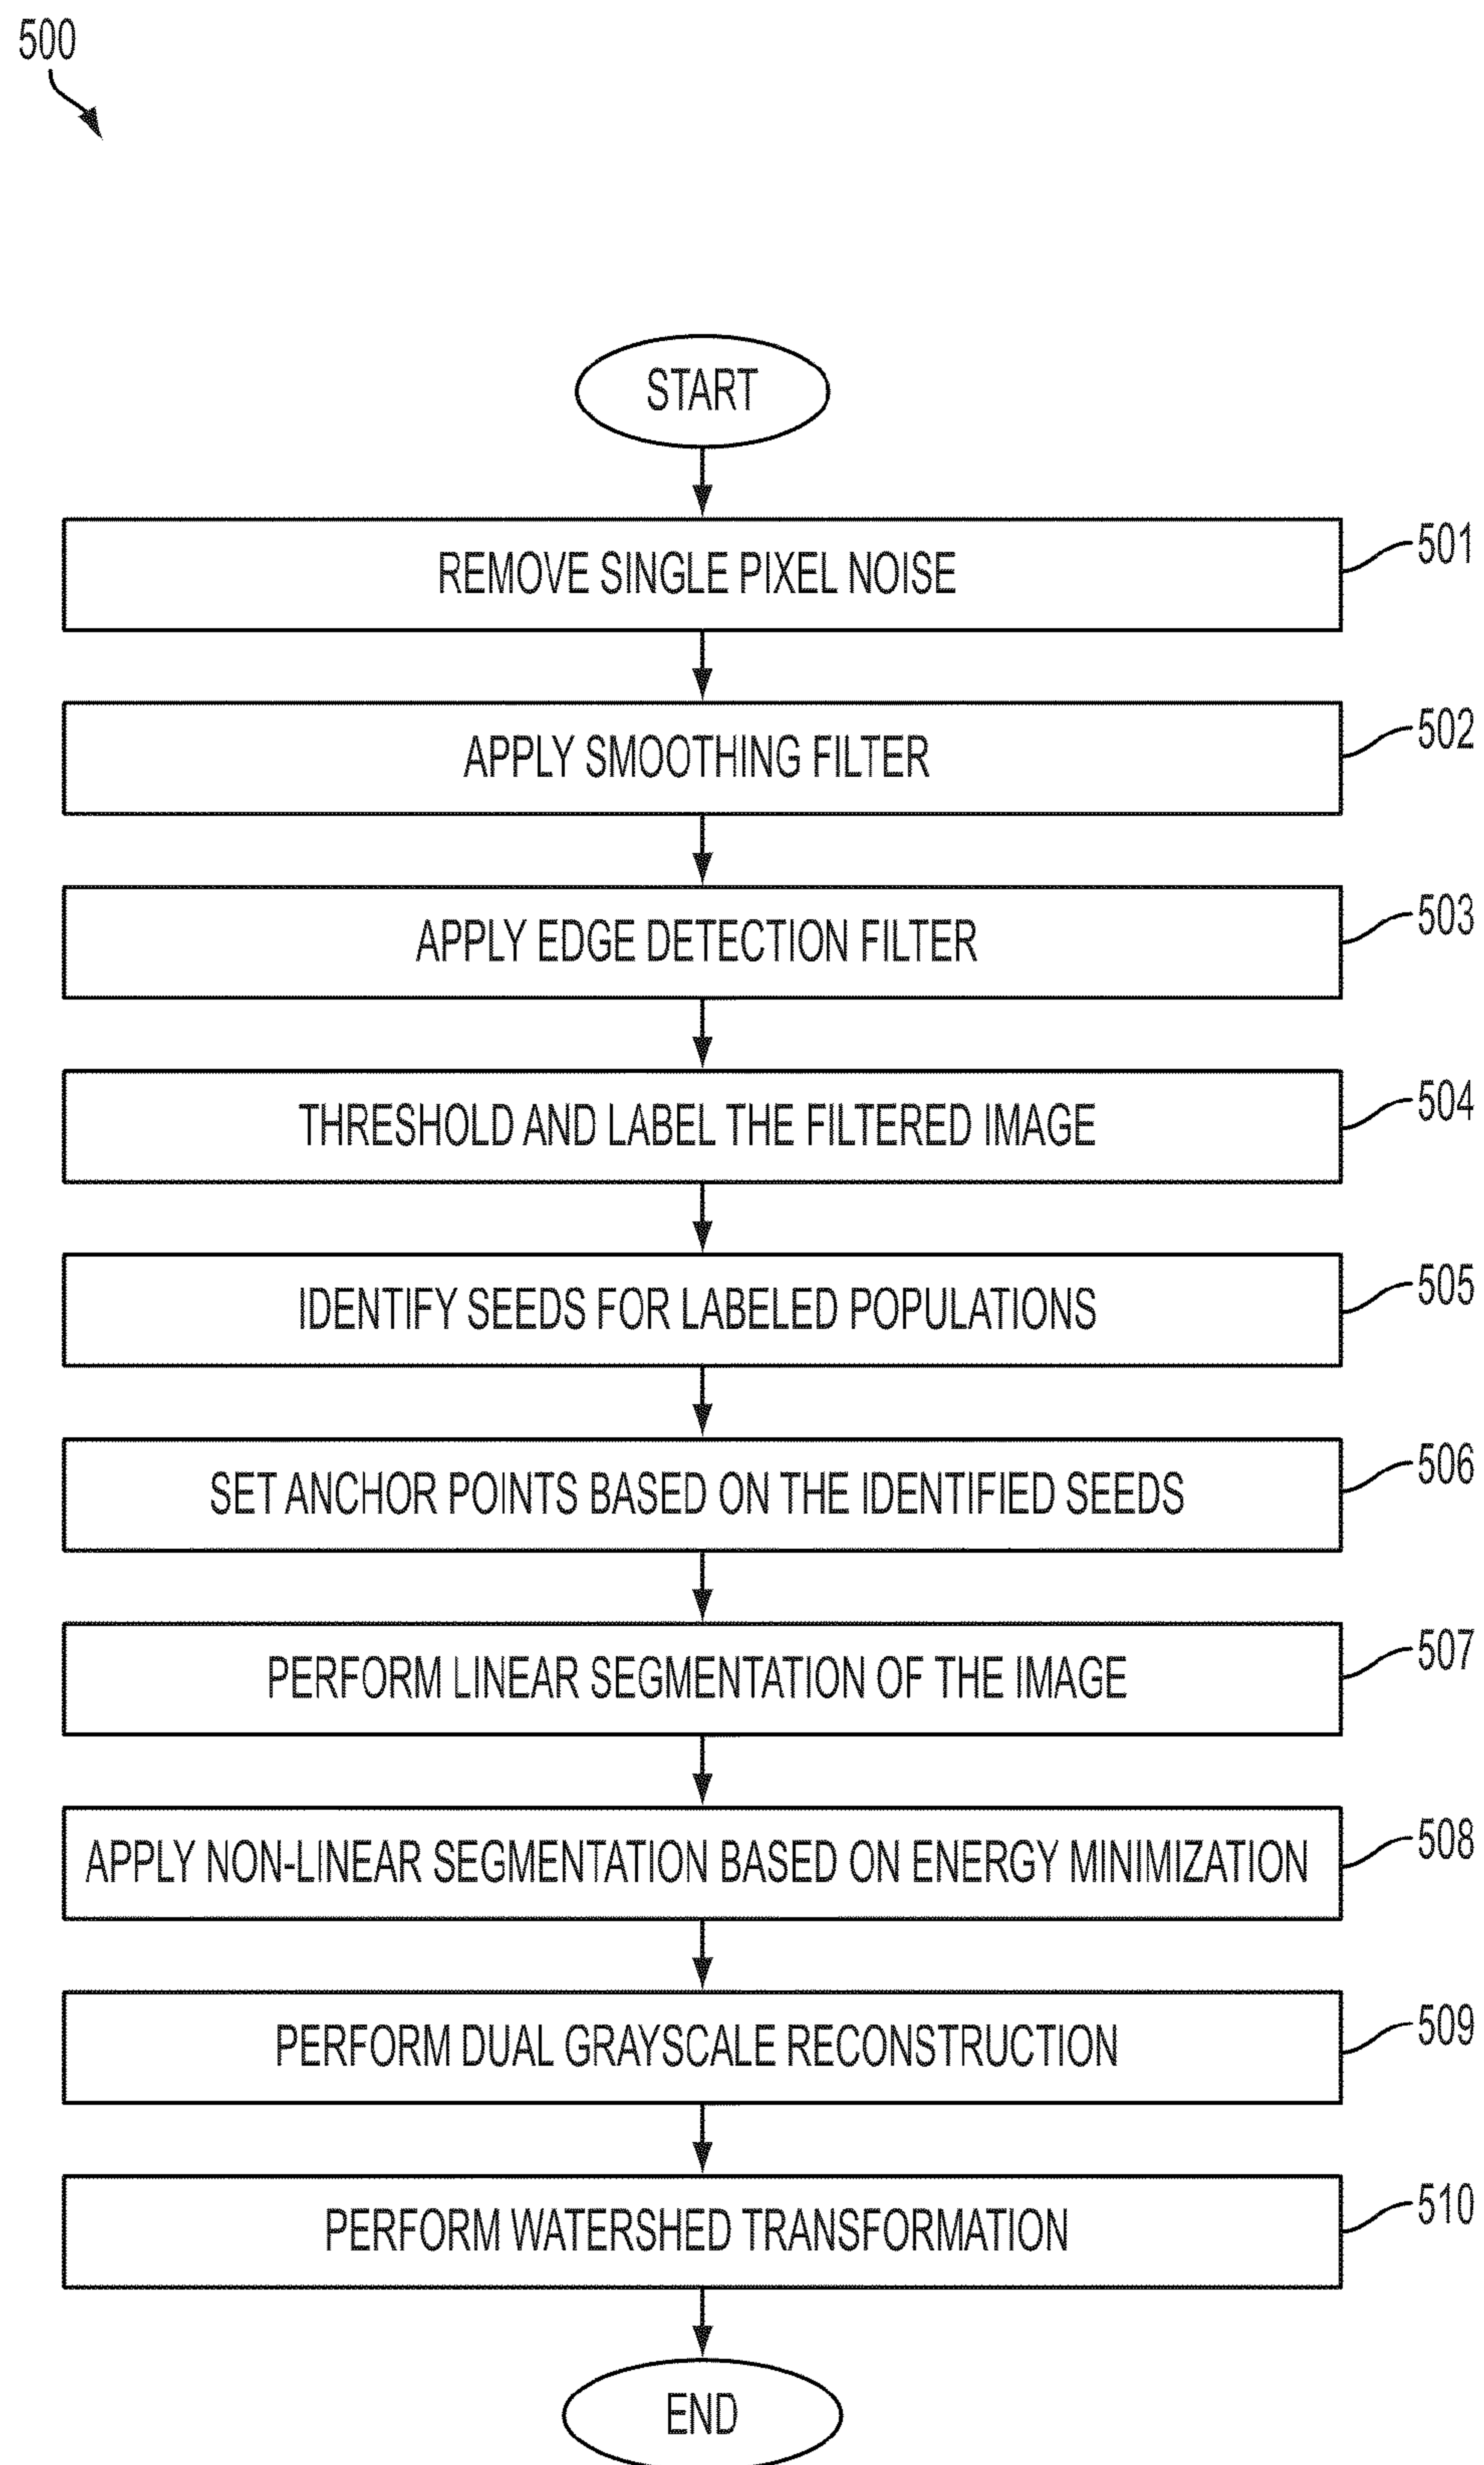 500
START
REMOVE SINGLE PIXEL NOISE
501
APPLY SMOOTHING FILTER
502
APPLY EDGE DETECTION FILTER
503
THRESHOLD AND LABEL THE FILTERED IMAGE
504
IDENTIFY SEEDS FOR LABELED POPULATIONS
505
SET ANCHOR POINTS BASED ON THE IDENTIFIED SEEDS
506
PERFORM LINEAR SEGMENTATION OF THE IMAGE
507
APPLY NON-LINEAR SEGMENTATION BASED ON ENERGY MINIMIZATION
508
PERFORM DUAL GRAYSCALE RECONSTRUCTION
509
PERFORM WATERSHED TRANSFORMATION
510
END